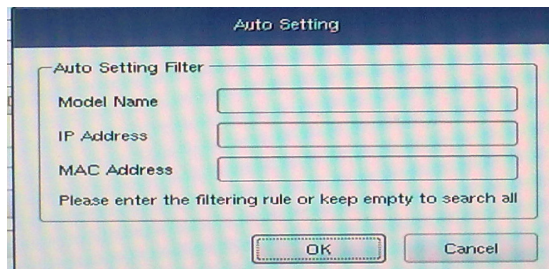 Auto Setting
Auto Setting Filter
Model Name
IP Address
MAC Address
Please enter the filtering rule or keep empty to search all
OK
Cancel